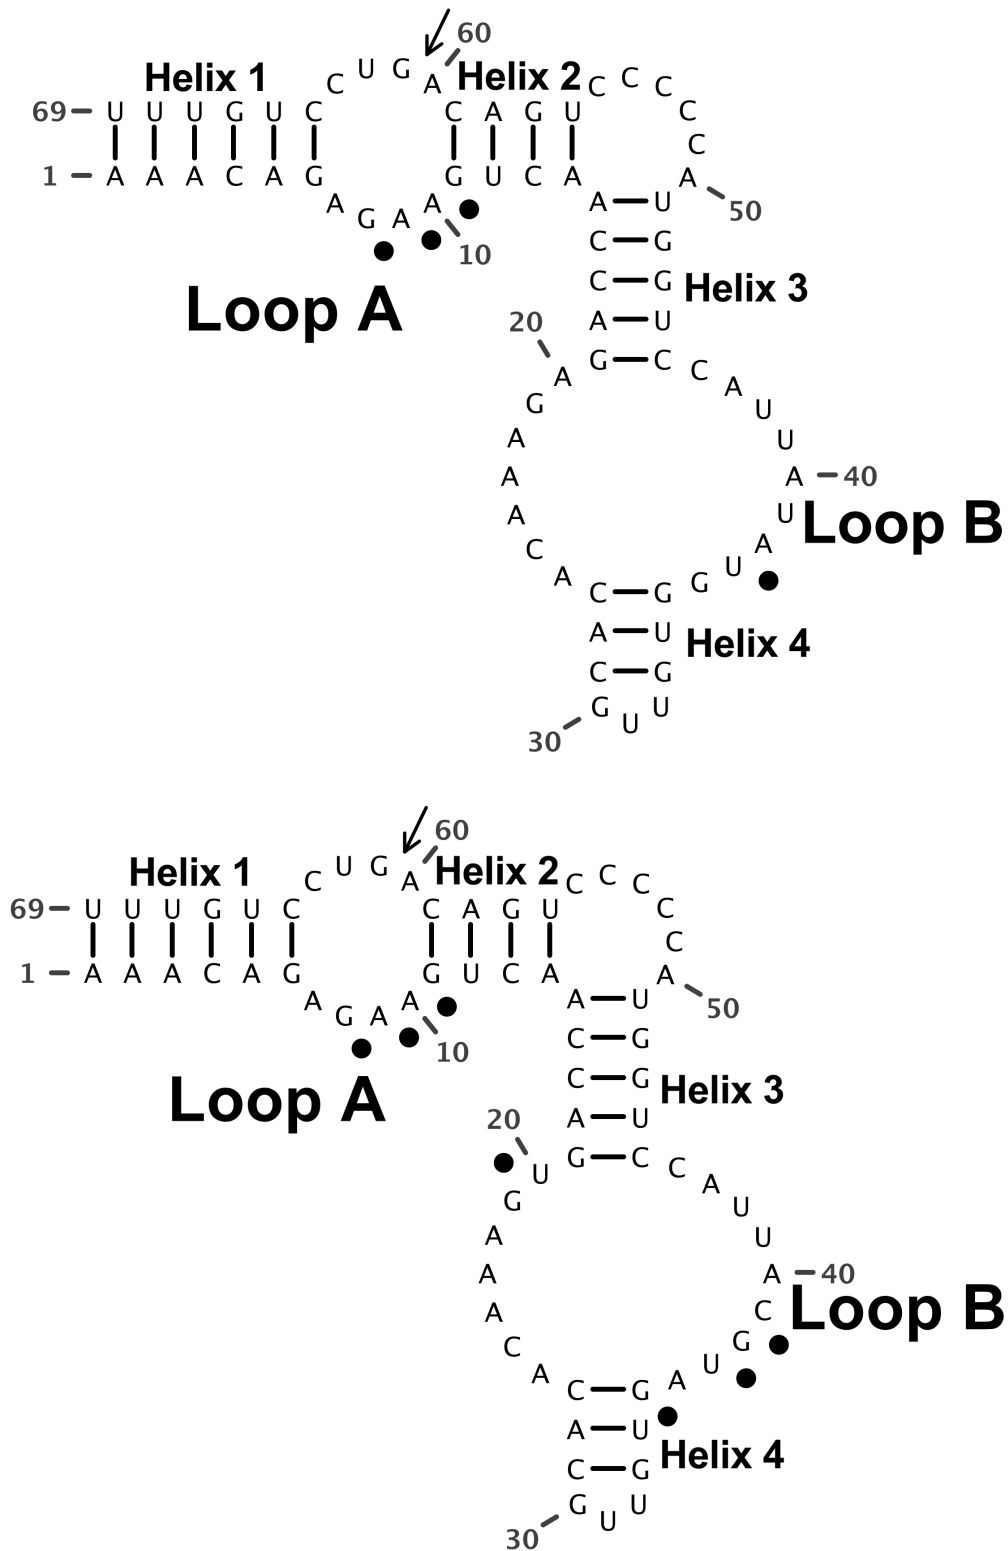 U G 60
Helix 1 C A Helix 2 C C C
69 U U U G U C C A G U C
C
1 A A A C A G G U C A A
A G A A 10 A U 50
C G
Loop A C G Helix 3
20 A U
A G C C A
G U
A U
A A 40
A U Loop B
C A
A C G G U
A U Helix 4
C G
30 G U U
60
Helix 1 C U G A Helix 2 C C C
69 U U U G U C C A G U C
C
1 A A A C A G G U C A A
A G A A 10 A U 50
C G
Loop A C G Helix 3
20 A U
U G C C A
G U
A U
A A 40
A C Loop B
C G
A C G A U
A U Helix 4
C G
30 G U U